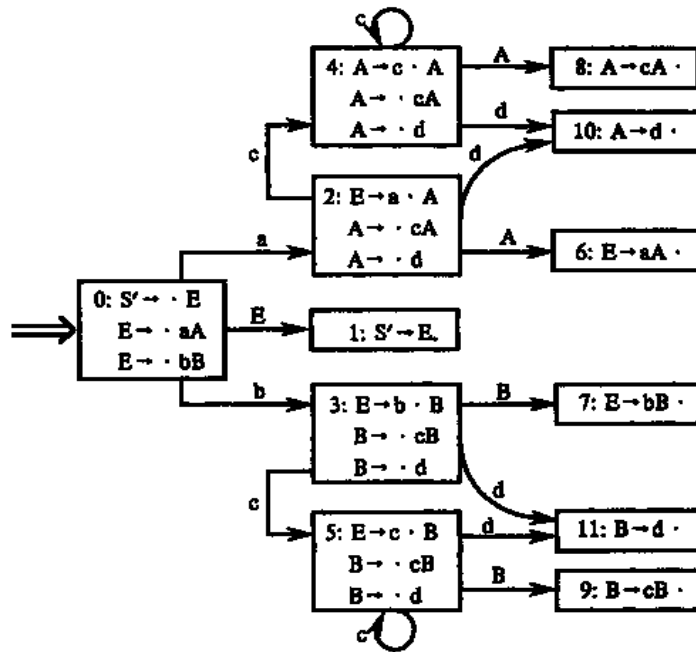 c
4: A→c · A
A→ · cA
A→ · d
A
8: A→cA ·
d
10: A→d ·
c
d
2: E→a · A
A→ · cA
A→ · d
a
A
6: E→aA ·
0: S′→ · E
E→ · aA
E→ · bB
E
1: S′→E.
b
3: E→b · B
B→ · cB
B→ · d
B
7: E→bB ·
c
d
5: E→c · B
B→ · cB
B→ · d
d
11: B→d ·
B
9: B→cB ·
c